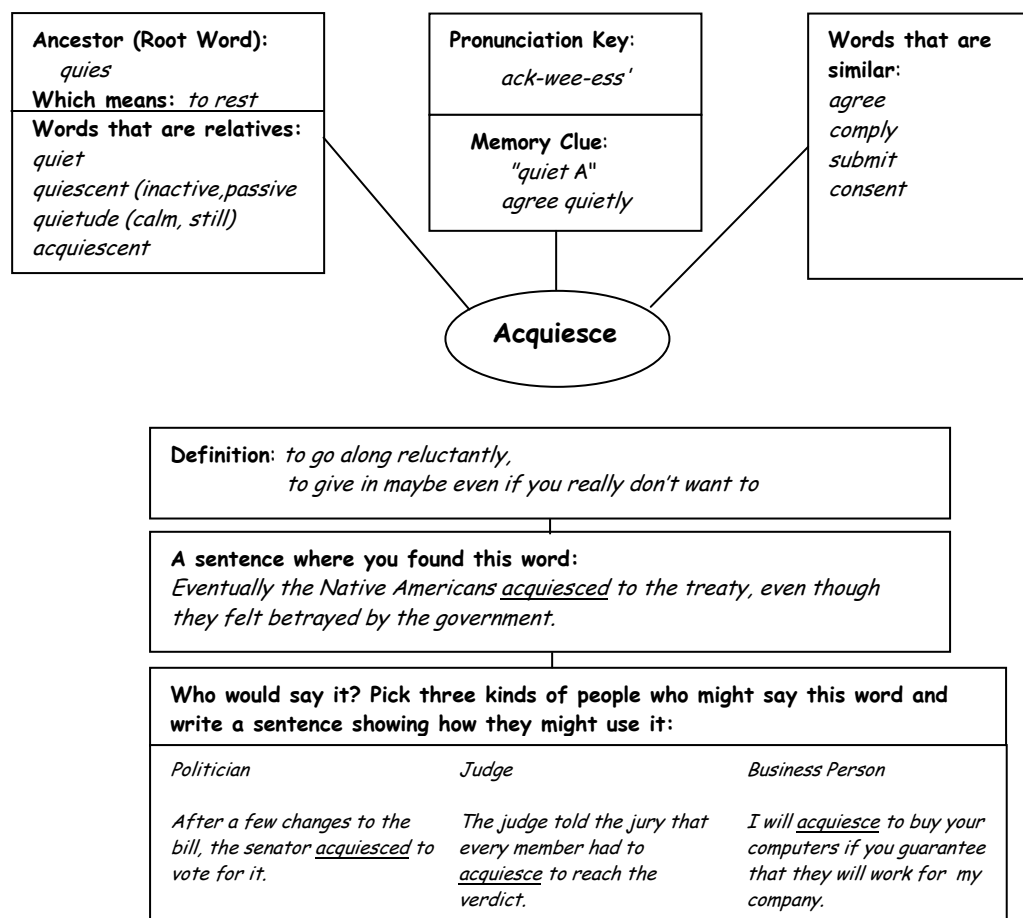 Ancestor (Root Word):
quies
Which means: to rest
Words that are relatives:
quiet
quiescent (inactive,passive
quietude (calm, still)
acquiescent
Pronunciation Key:
ack-wee-ess'
Memory Clue:
"quiet A"
agree quietly
Words that are
similar:
agree
comply
submit
consent
Acquiesce
Definition: to go along reluctantly,
to give in maybe even if you really don't want to
A sentence where you found this word:
Eventually the Native Americans acquiesced to the treaty, even though
they felt betrayed by the government.
Who would say it? Pick three kinds of people who might say this word and
write a sentence showing how they might use it:
Politician
After a few changes to the
bill, the senator acquiesced to
vote for it.
Judge
The judge told the jury that
every member had to
acquiesce to reach the
verdict.
Business Person
I will acquiesce to buy your
computers if you guarantee
that they will work for my
company.